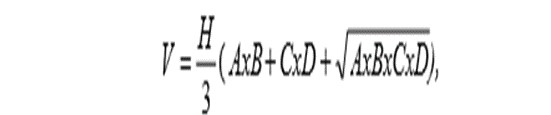 V = H/3 ( AxB + CxD + √AxBxCxD),